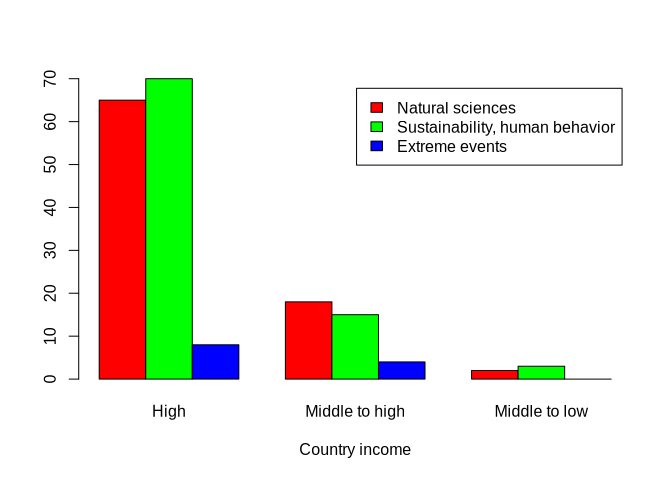 70
60
50
40
30
20
10
0
Natural sciences
Sustainability, human behavior
Extreme events
High
Middle to high
Middle to low
Country income